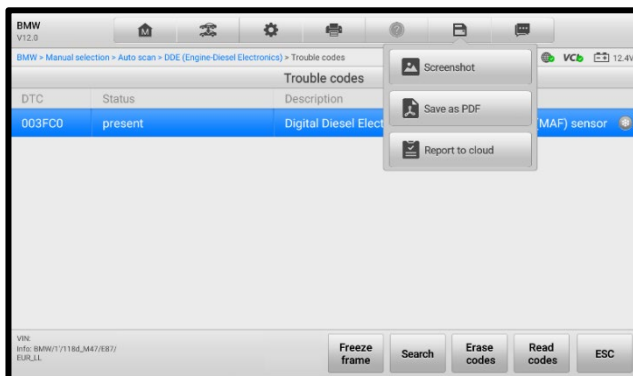 BMW
V12.0
BMW > Manual selection > Auto scan > DDE (Engine-Diesel Electronics) > Trouble codes
VCI
12.4V
Trouble codes
DTC Status Description
003FC0 present Digital Diesel Elect (MAF) sensor
Screenshot
Save as PDF
Report to cloud
VIN:
Info: BMW/1'/118d_M47/E87/
EUR_LL
Freeze
frame
Search
Erase
codes
Read
codes
ESC